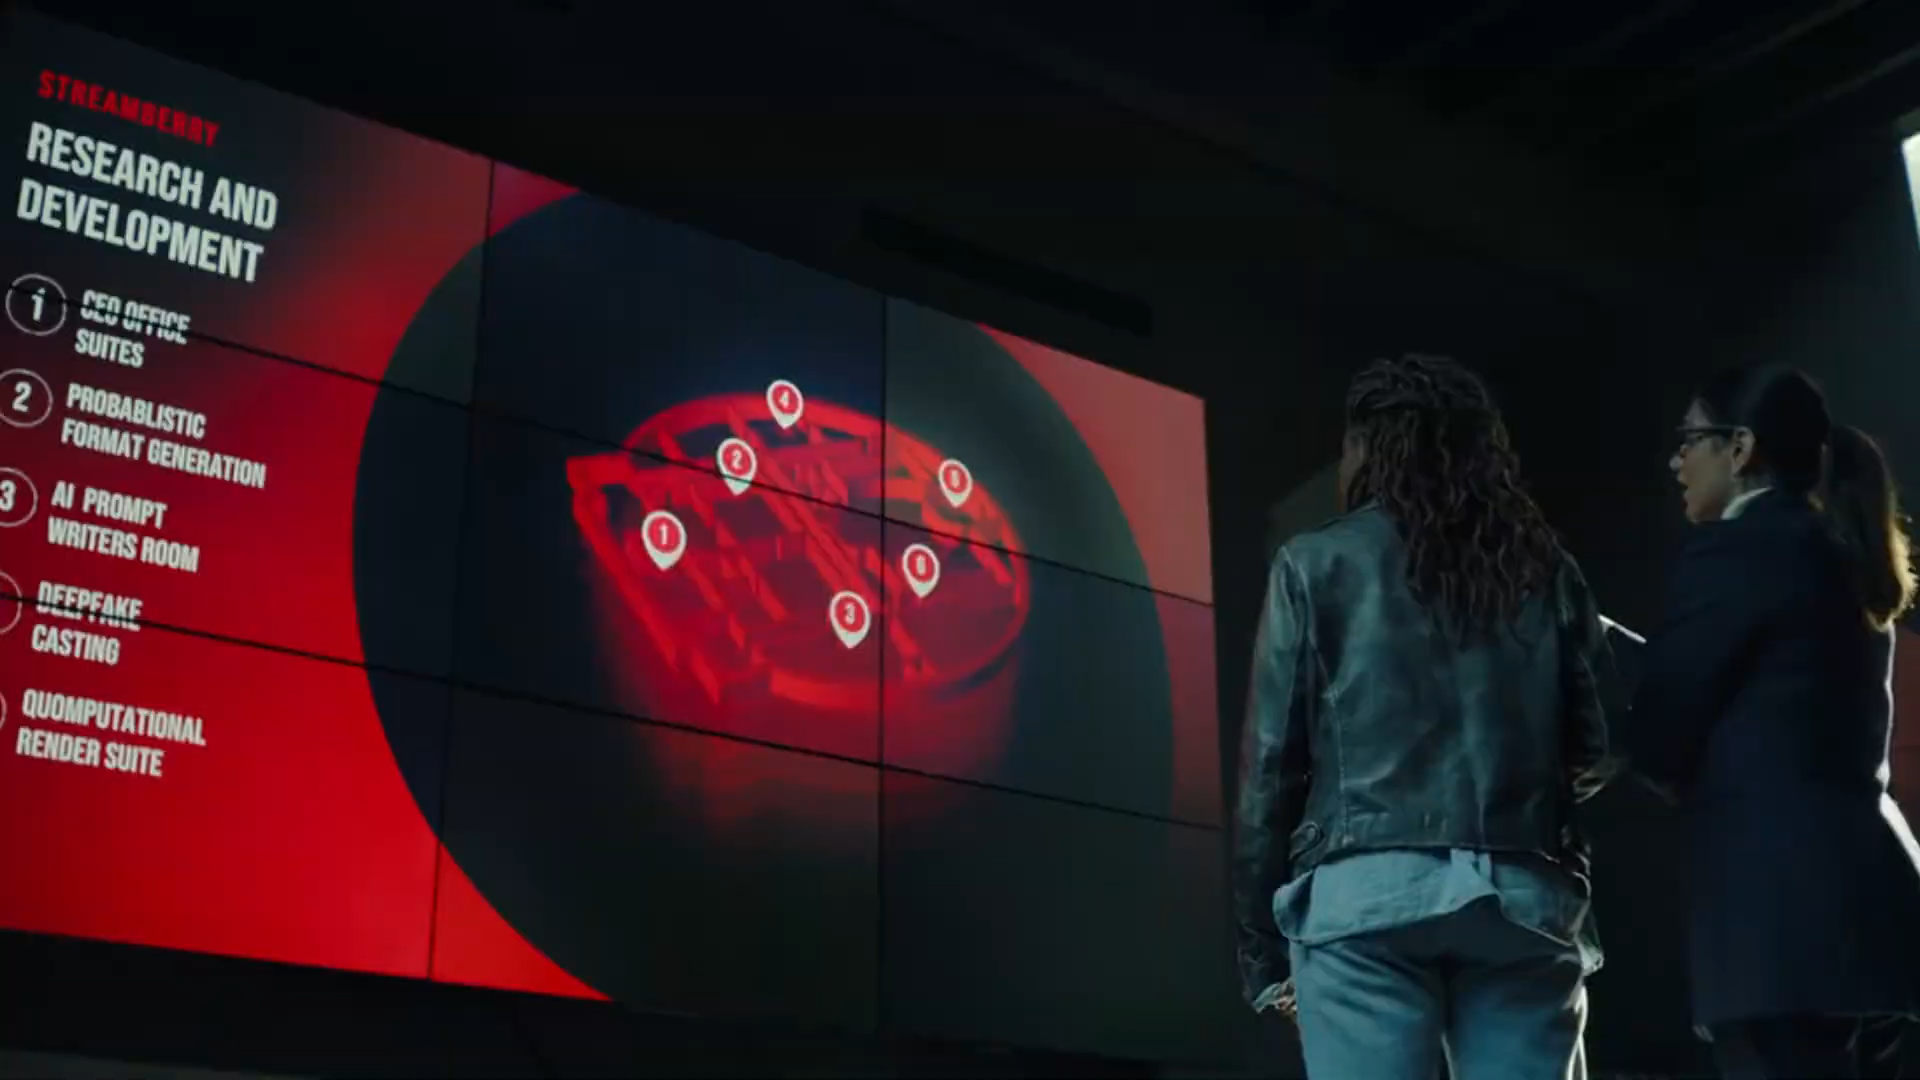 STREAMBERRY
RESEARCH AND
DEVELOPMENT
1 CEO OFFICE
SUITES
2 PROBABLISTIC
FORMAT GENERATION
3 AI PROMPT
WRITERS ROOM
DEEPFAKE
CASTING
QUOMPUTATIONAL
RENDER SUITE
4
2
1
3